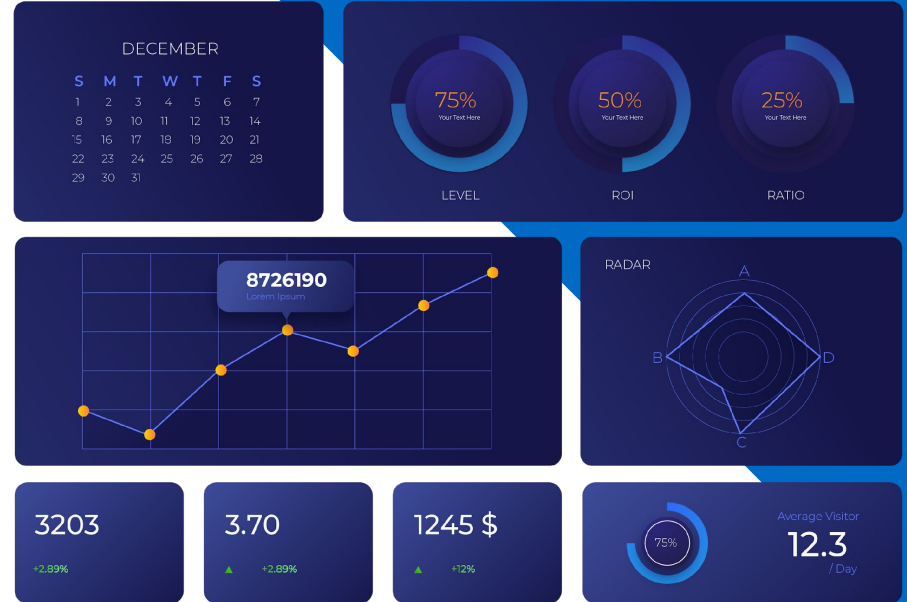 DECEMBER
S M T W T F S
1 2 3 4 5 6 7
8 9 10 11 12 13 14
15 16 17 18 19 20 21
22 23 24 25 26 27 28
29 30 31
75%
Your Text Here
LEVEL
50%
Your Text Here
ROI
25%
Your Text Here
RATIO
8726190
Lorem Ipsum
RADAR
A
B
D
C
3203
+2.89%
3.70
+2.89%
1245 $
+12%
75%
Average Visitor
12.3
/ Day